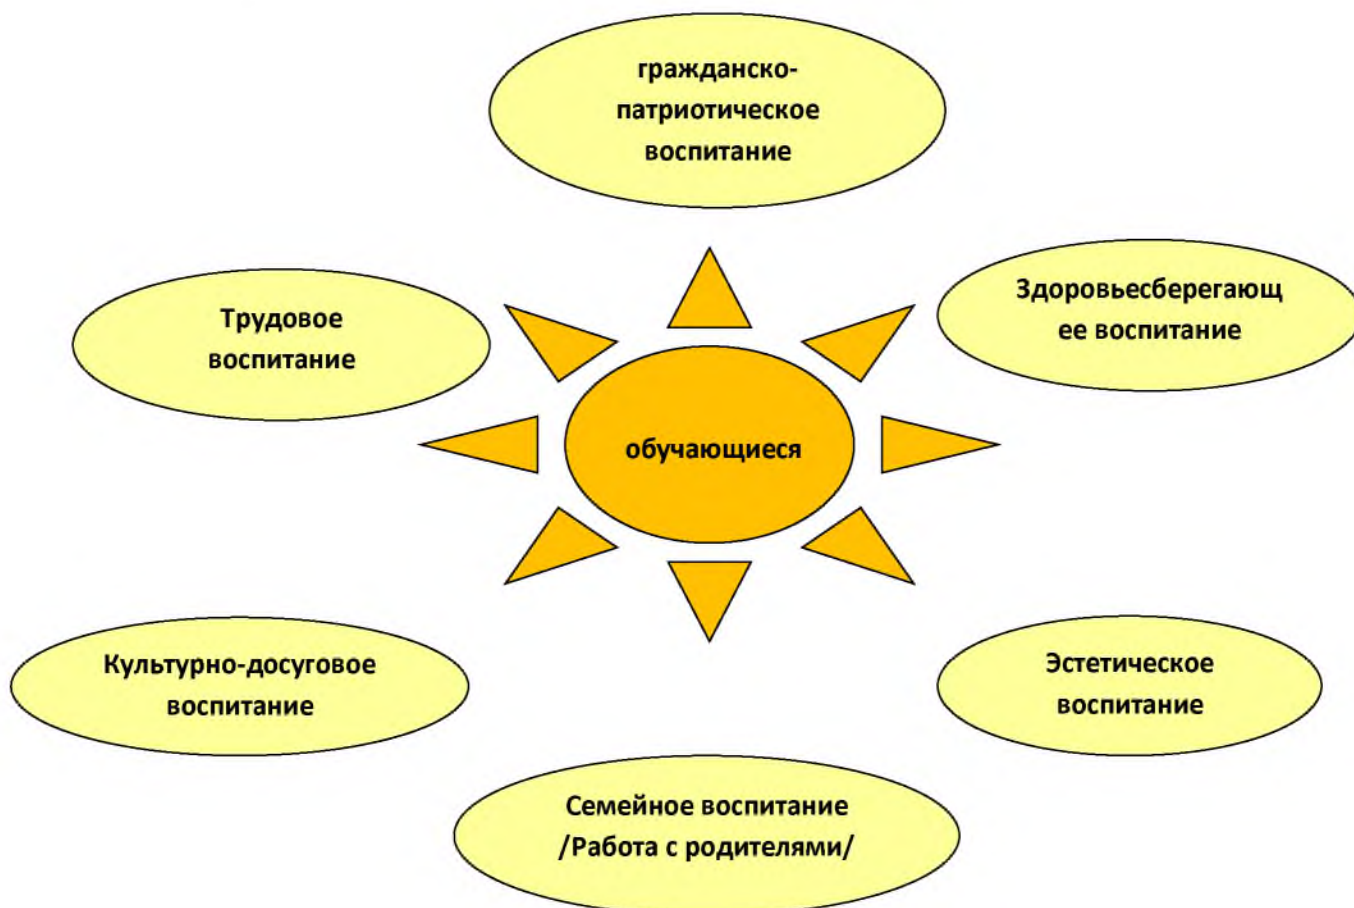 гражданско-
патриотическое
воспитание
Здоровьесберегающ
ее воспитание
Трудовое
воспитание
обучающиеся
Культурно-досуговое
воспитание
Эстетическое
воспитание
Семейное воспитание
/Работа с родителями/